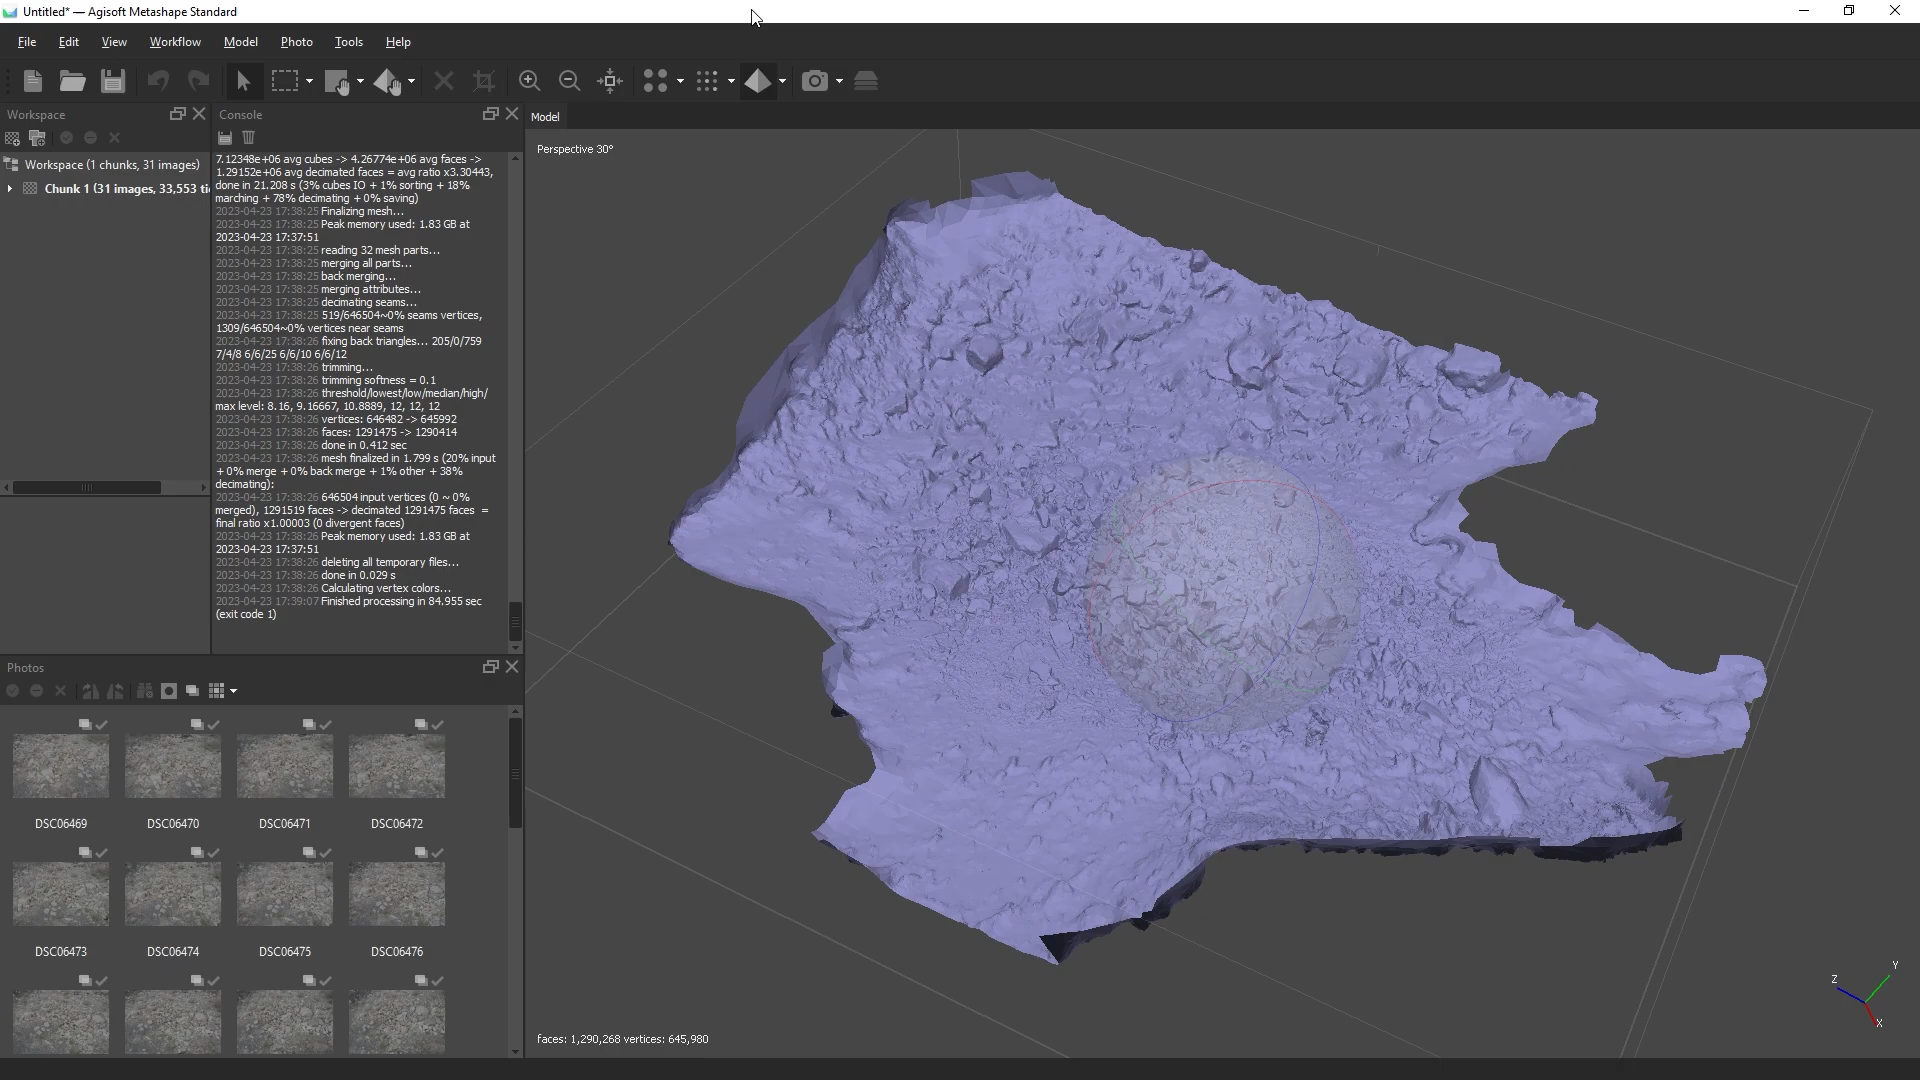 Untitled* — Agisoft Metashape Standard
File Edit View Workflow Model Photo Tools Help
Workspace
Workspace (1 chunks, 31 images)
Chunk 1 (31 images, 33,553 ti
Console
7.12348e+06 avg cubes -> 4.26774e+06 avg faces ->
1.29152e+06 avg decimated faces = avg ratio x3.30443,
done in 21.208 s (3% cubes IO + 1% sorting + 18%
marching + 78% decimating + 0% saving)
2023-04-23 17:38:25 Finalizing mesh...
2023-04-23 17:38:25 Peak memory used: 1.83 GB at
2023-04-23 17:37:51
2023-04-23 17:38:25 reading 32 mesh parts...
2023-04-23 17:38:25 merging all parts...
2023-04-23 17:38:25 back merging...
2023-04-23 17:38:25 merging attributes...
2023-04-23 17:38:25 decimating seams...
2023-04-23 17:38:25 519/646504~0% seams vertices,
1309/646504~0% vertices near seams
2023-04-23 17:38:26 fixing back triangles... 205/0/759
7/4/8 6/6/25 6/6/10 6/6/12
2023-04-23 17:38:26 trimming...
2023-04-23 17:38:26 trimming softness = 0.1
2023-04-23 17:38:26 threshold/lowest/low/median/high/
max level: 8.16, 9.16667, 10.8889, 12, 12, 12
2023-04-23 17:38:26 vertices: 646482 -> 645992
2023-04-23 17:38:26 faces: 1291475 -> 1290414
2023-04-23 17:38:26 done in 0.412 sec
2023-04-23 17:38:26 mesh finalized in 1.799 s (20% input
+ 0% merge + 0% back merge + 1% other + 38%
decimating):
2023-04-23 17:38:26 646504 input vertices (0 ~ 0%
merged), 1291519 faces -> decimated 1291475 faces =
final ratio x1.00003 (0 divergent faces)
2023-04-23 17:38:26 Peak memory used: 1.83 GB at
2023-04-23 17:37:51
2023-04-23 17:38:26 deleting all temporary files...
2023-04-23 17:38:26 done in 0.029 s
2023-04-23 17:38:26 Calculating vertex colors...
2023-04-23 17:39:07 Finished processing in 84.955 sec
(exit code 1)
Photos
DSC06469 DSC06470 DSC06471 DSC06472
DSC06473 DSC06474 DSC06475 DSC06476
Model
Perspective 30°
faces: 1,290,268 vertices: 645,980
Y
Z
X